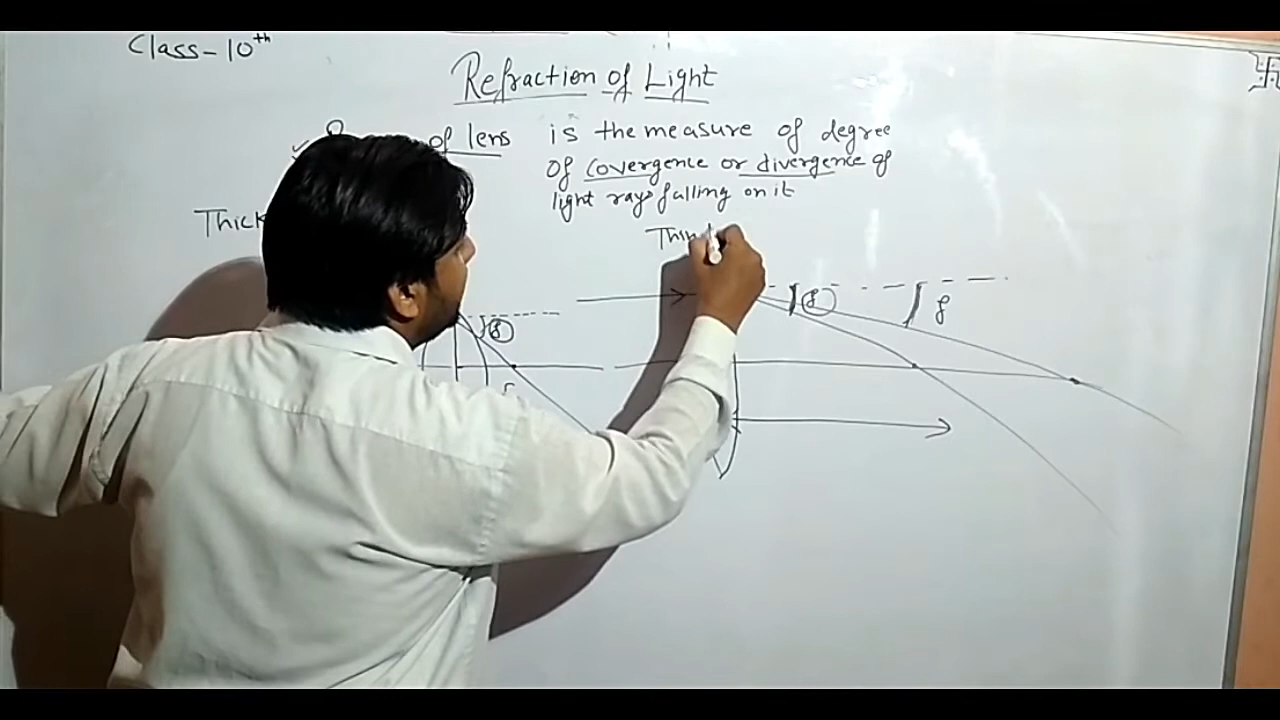 Class-10th
Refraction of Light
of lens is the measure of degree
of covergence or divergence of
light rays falling on it
Thick
Thin